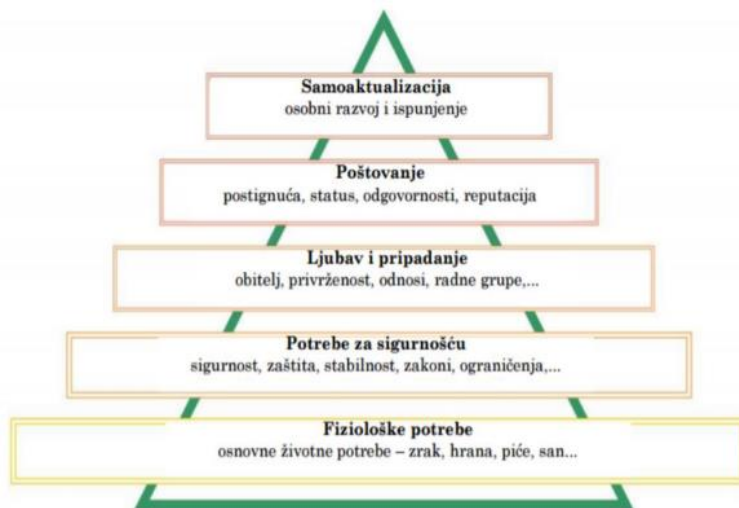 Samoaktualizacija
osobni razvoj i ispunjenje
Poštovanje
postignuća, status, odgovornosti, reputacija
Ljubav i pripadanje
obitelj, privrženost, odnosi, radne grupe,...
Potrebe za sigurnošću
sigurnost, zaštita, stabilnost, zakoni, ograničenja,...
Fiziološke potrebe
osnovne životne potrebe – zrak, hrana, piće, san...